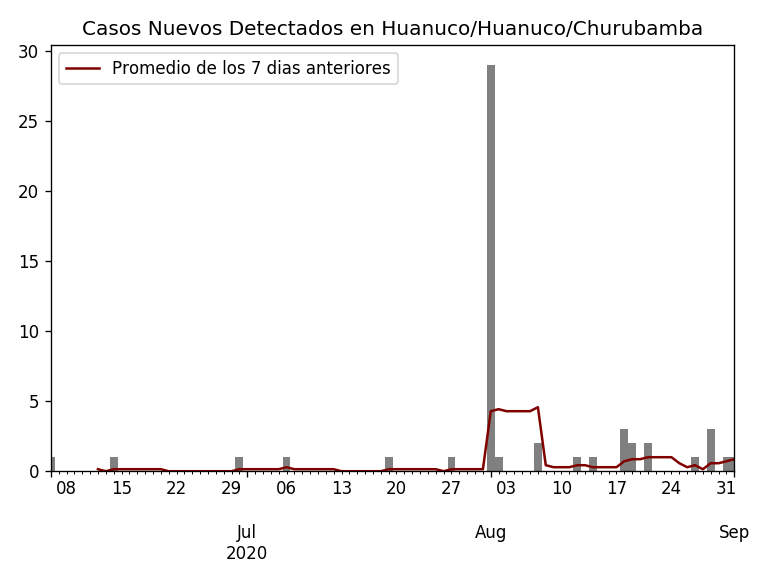 Casos Nuevos Detectados en Huanuco/Huanuco/Churubamba
Promedio de los 7 dias anteriores
30
25
20
15
10
5
0
08 15 22 29 06 13 20 27 03 10 17 24 31
Jul Aug Sep
2020